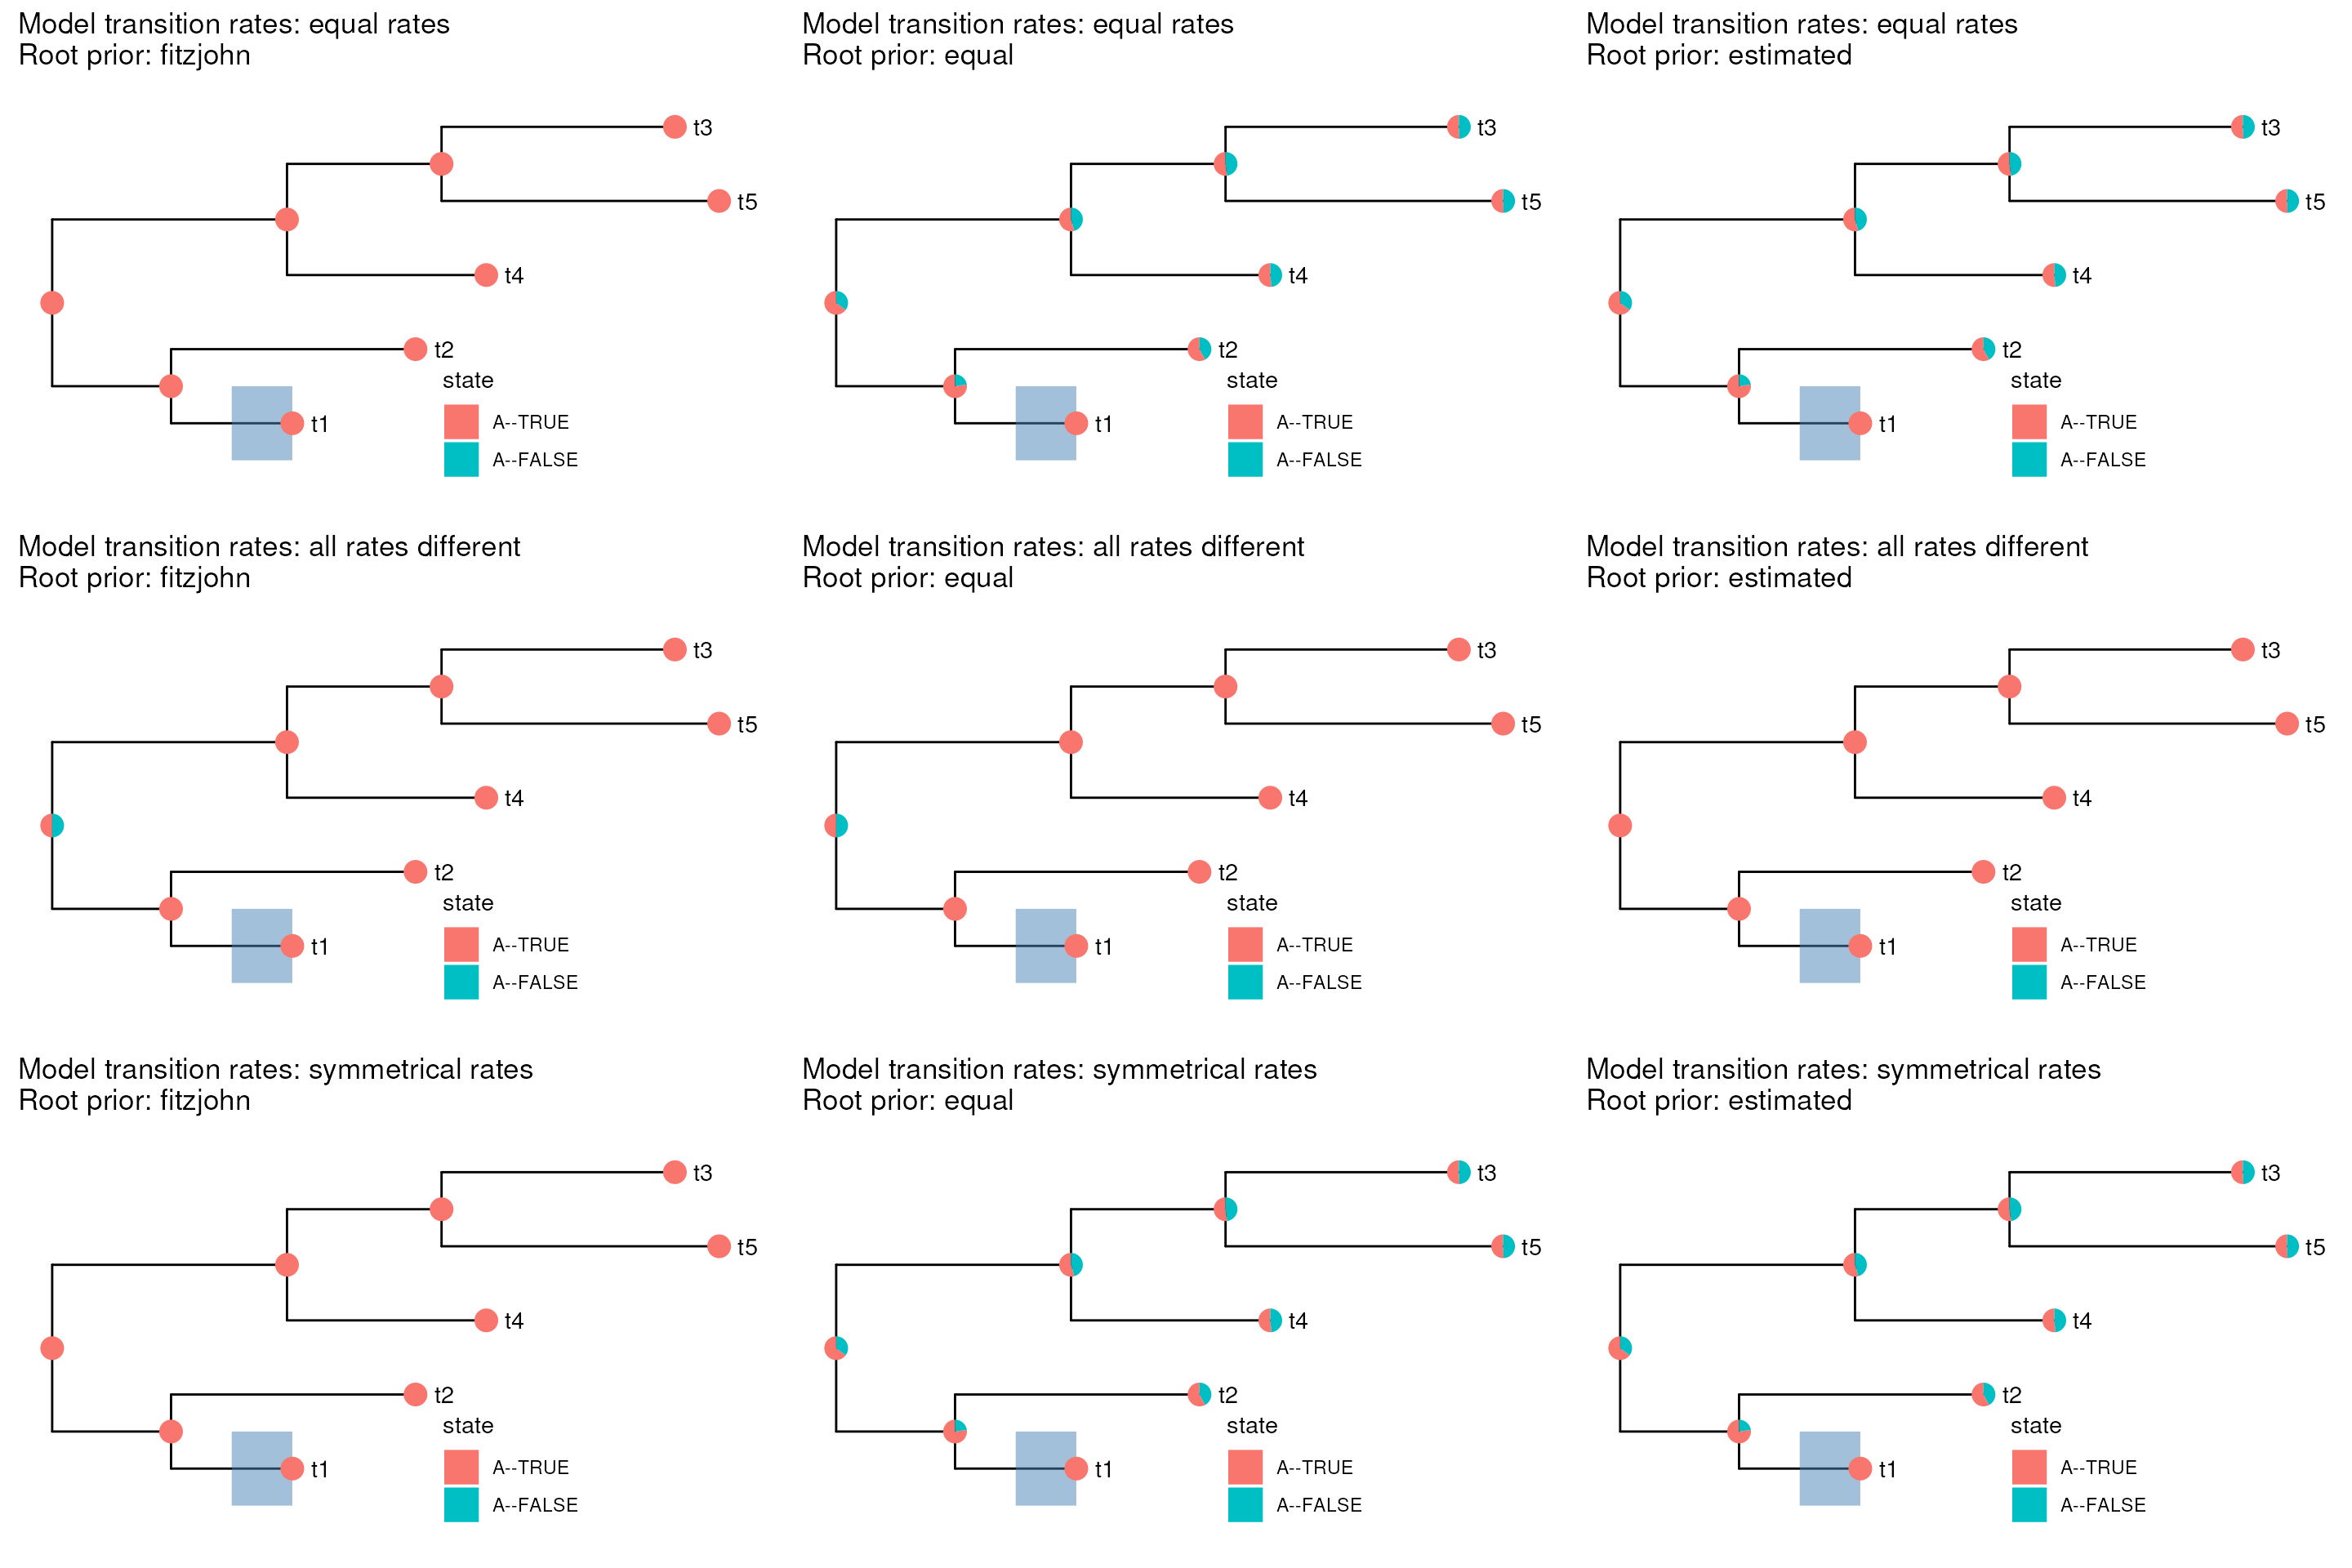 Model transition rates: equal rates
Root prior: fitzjohn
t3
t5
t4
t2
state
A--TRUE
t1
A--FALSE
Model transition rates: equal rates
Root prior: equal
t3
t5
t4
t2
state
A--TRUE
t1
A--FALSE
Model transition rates: equal rates
Root prior: estimated
t3
t5
t4
t2
state
A--TRUE
t1
A--FALSE
Model transition rates: all rates different
Root prior: fitzjohn
t3
t5
t4
t2
state
A--TRUE
t1
A--FALSE
Model transition rates: all rates different
Root prior: equal
t3
t5
t4
t2
state
A--TRUE
t1
A--FALSE
Model transition rates: all rates different
Root prior: estimated
t3
t5
t4
t2
state
A--TRUE
t1
A--FALSE
Model transition rates: symmetrical rates
Root prior: fitzjohn
t3
t5
t4
t2
state
A--TRUE
t1
A--FALSE
Model transition rates: symmetrical rates
Root prior: equal
t3
t5
t4
t2
state
A--TRUE
t1
A--FALSE
Model transition rates: symmetrical rates
Root prior: estimated
t3
t5
t4
t2
state
A--TRUE
t1
A--FALSE